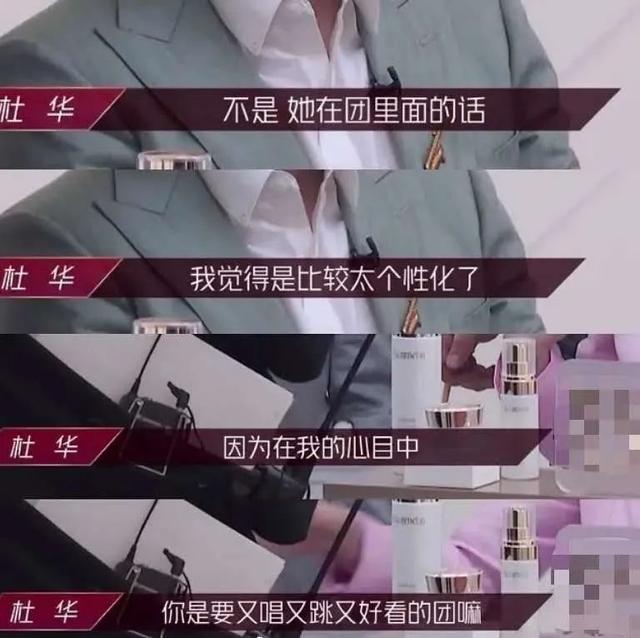 杜华
不是 她在团里面的话
杜华
我觉得是比较太个性化了
杜华
因为在我的心目中
杜华
你是要又唱又跳又好看的团嘛